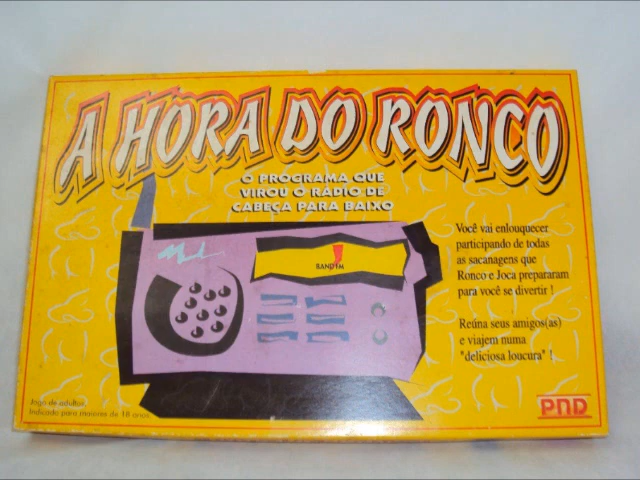 A HORA DO RONCO
O PROGRAMA QUE
VIROU O RÁDIO DE
CABEÇA PARA BAIXO
BAND FM
Você vai enlouquecer
participando de todas
as sacanagens que
Ronco e Joca prepararam
para você se divertir !
Reúna seus amigos(as)
e viajem numa
"deliciosa loucura" !
Jogo de adultos
Indicado para maiores de 18 anos
PND